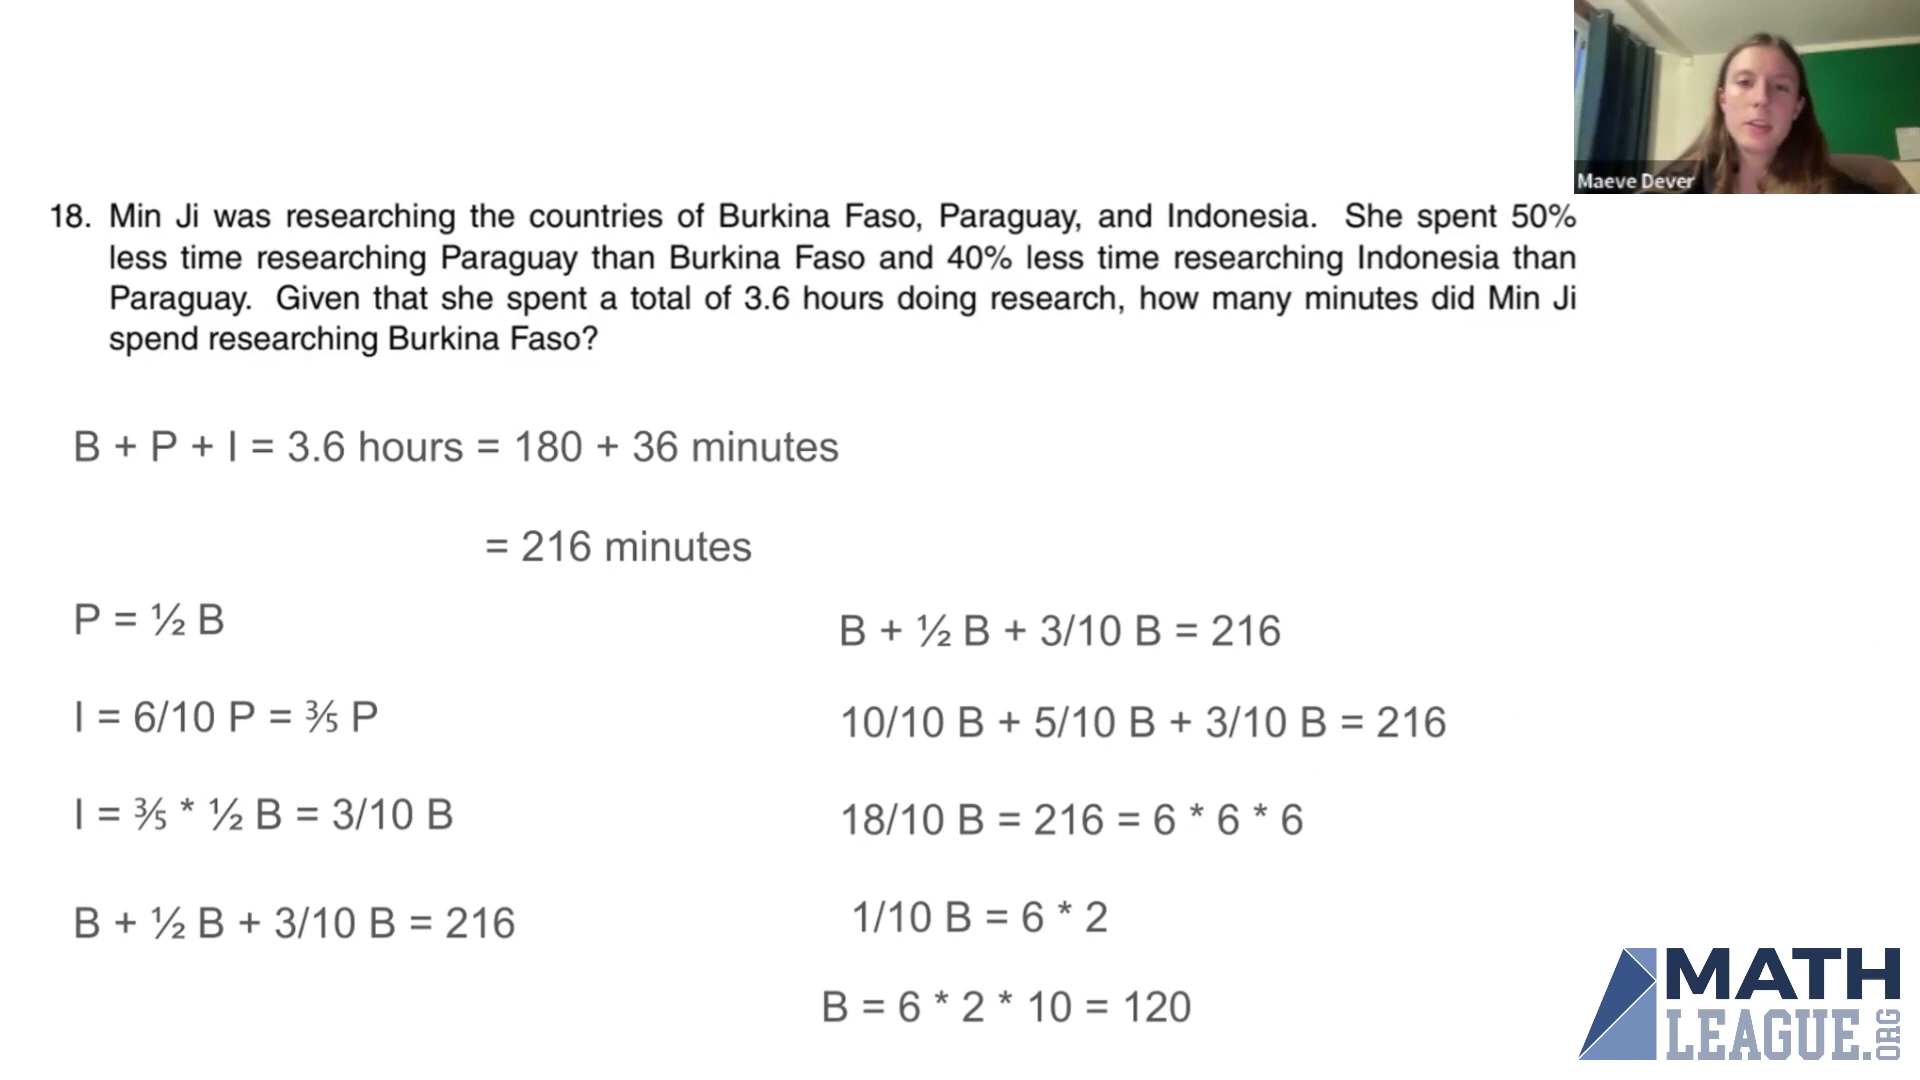 Maeve Dever
18. Min Ji was researching the countries of Burkina Faso, Paraguay, and Indonesia. She spent 50%
less time researching Paraguay than Burkina Faso and 40% less time researching Indonesia than
Paraguay. Given that she spent a total of 3.6 hours doing research, how many minutes did Min Ji
spend researching Burkina Faso?
B + P + I = 3.6 hours = 180 + 36 minutes
= 216 minutes
P = ½ B
I = 6/10 P = ⅗ P
I = ⅗ * ½ B = 3/10 B
B + ½ B + 3/10 B = 216
B + ½ B + 3/10 B = 216
10/10 B + 5/10 B + 3/10 B = 216
18/10 B = 216 = 6 * 6 * 6
1/10 B = 6 * 2
B = 6 * 2 * 10 = 120
MATH
LEAGUE.ORG